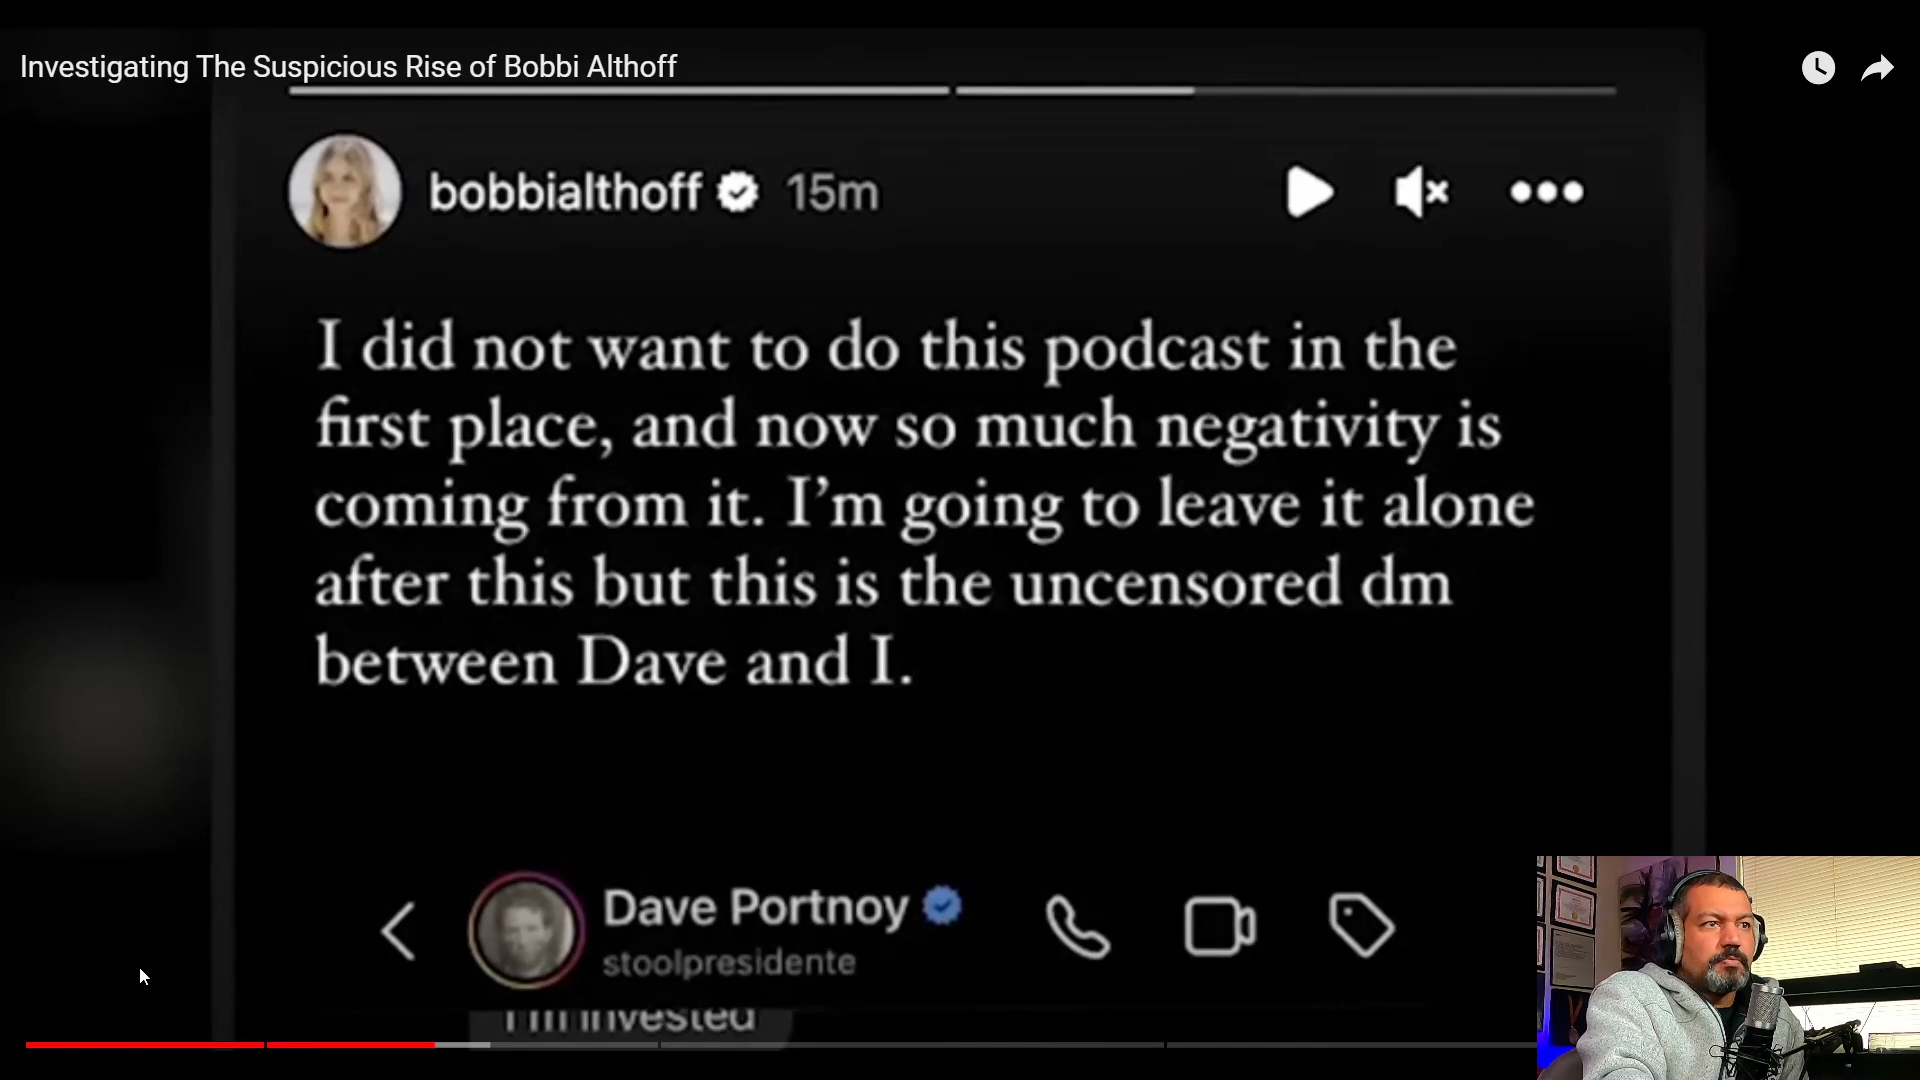 Investigating The Suspicious Rise of Bobbi Althoff
bobbialthoff 15m
I did not want to do this podcast in the
first place, and now so much negativity is
coming from it. I’m going to leave it alone
after this but this is the uncensored dm
between Dave and I.
Dave Portnoy
stoolpresidente
I'm invested